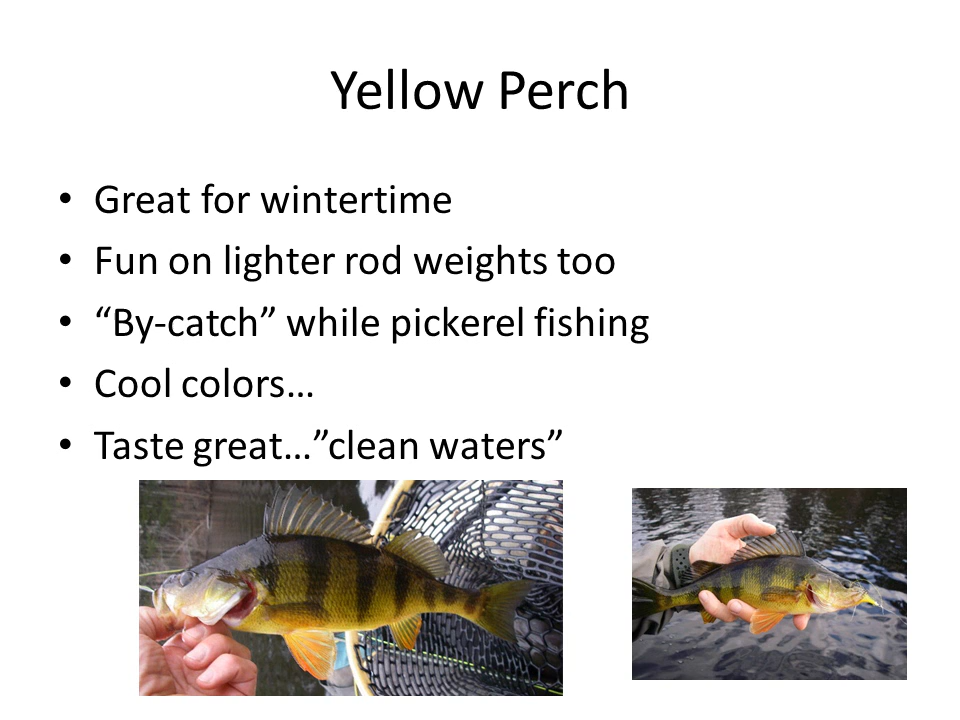 Yellow Perch
• Great for wintertime
• Fun on lighter rod weights too
• “By-catch” while pickerel fishing
• Cool colors…
• Taste great…”clean waters”